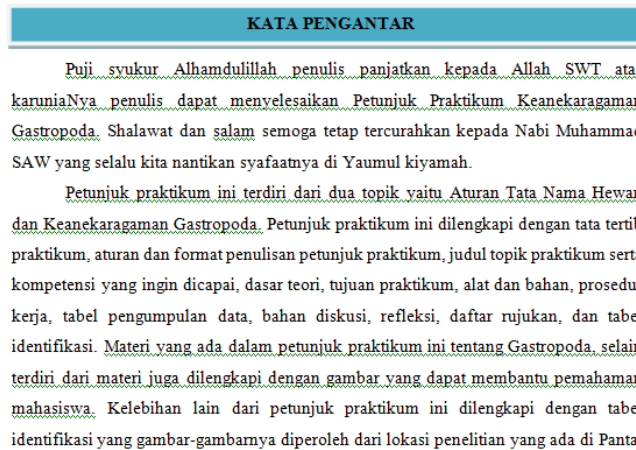 KATA PENGANTAR
Puji syukur Alhamdulillah penulis panjatkan kepada Allah SWT ata
karuniaNya penulis dapat menyelesaikan Petunjuk Praktikum Keanekaragaman
Gastropoda. Shalawat dan salam semoga tetap tercurahkan kepada Nabi Muhammad
SAW yang selalu kita nantikan syafaatnya di Yaumul kiyamah.
Petunjuk praktikum ini terdiri dari dua topik yaitu Aturan Tata Nama Hewan
dan Keanekaragaman Gastropoda. Petunjuk praktikum ini dilengkapi dengan tata tertib
praktikum, aturan dan format penulisan petunjuk praktikum, judul topik praktikum serta
kompetensi yang ingin dicapai, dasar teori, tujuan praktikum, alat dan bahan, prosedu
kerja, tabel pengumpulan data, bahan diskusi, refleksi, daftar rujukan, dan tabe
identifikasi. Materi yang ada dalam petunjuk praktikum ini tentang Gastropoda, selain
terdiri dari materi juga dilengkapi dengan gambar yang dapat membantu pemahaman
mahasiswa. Kelebihan lain dari petunjuk praktikum ini dilengkapi dengan tabe
identifikasi yang gambar-gambarnya diperoleh dari lokasi penelitian yang ada di Panta